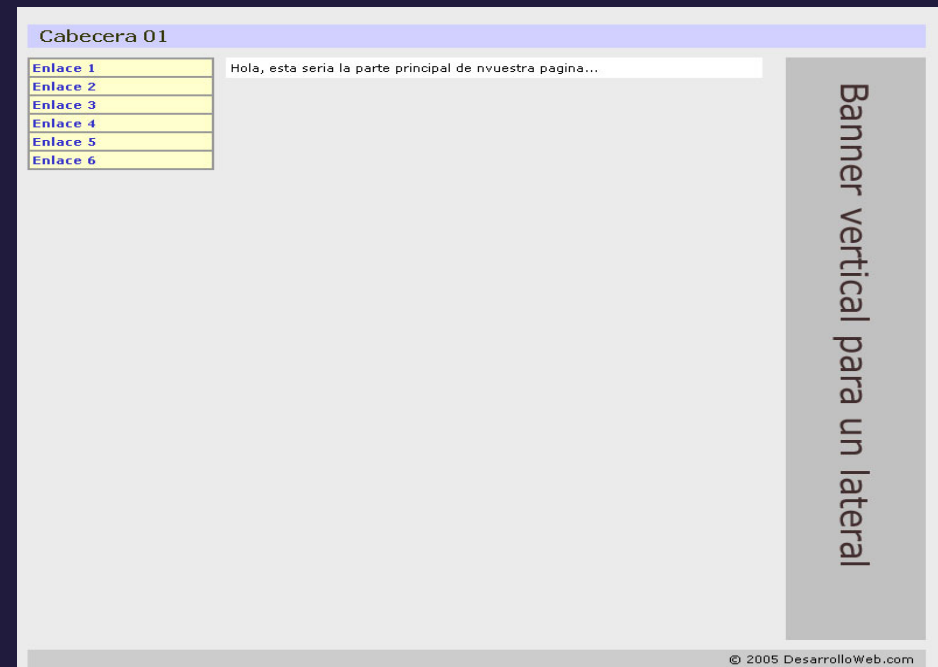 Cabecera 01
Enlace 1
Enlace 2
Enlace 3
Enlace 4
Enlace 5
Enlace 6
Hola, esta seria la parte principal de nvuestra pagina...
Banner vertical para un lateral
© 2005 DesarrolloWeb.com